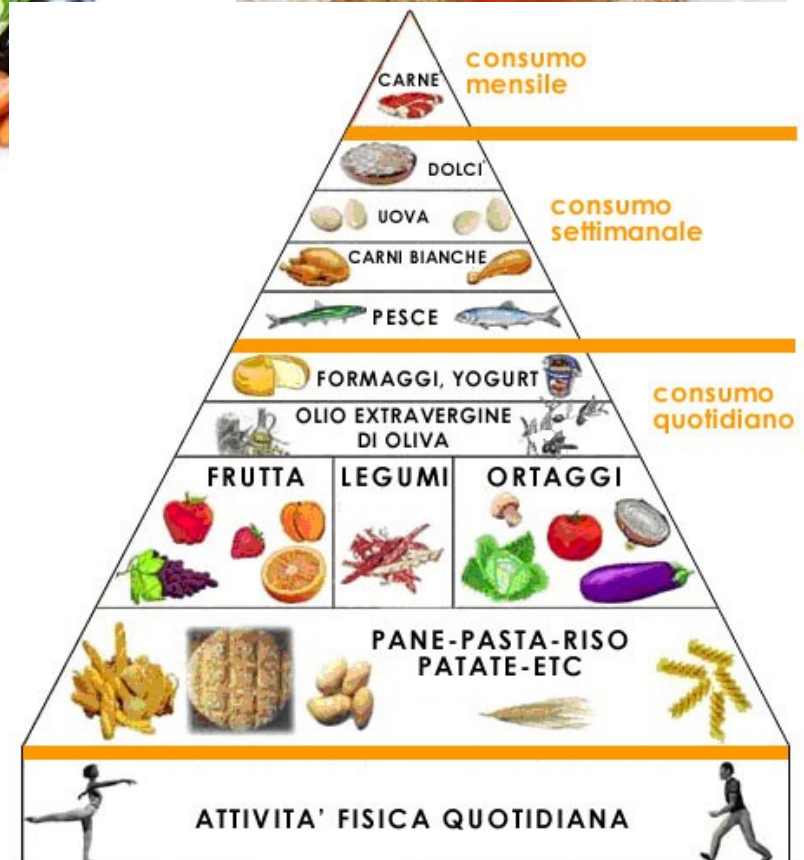 CARNE*
consumo
mensile
DOLCI*
UOVA
consumo
settimanale
CARNI BIANCHE
PESCE
FORMAGGI, YOGURT
consumo
quotidiano
OLIO EXTRAVERGINE
DI OLIVA
FRUTTA LEGUMI ORTAGGI
PANE-PASTA-RISO
PATATE-ETC
ATTIVITA' FISICA QUOTIDIANA